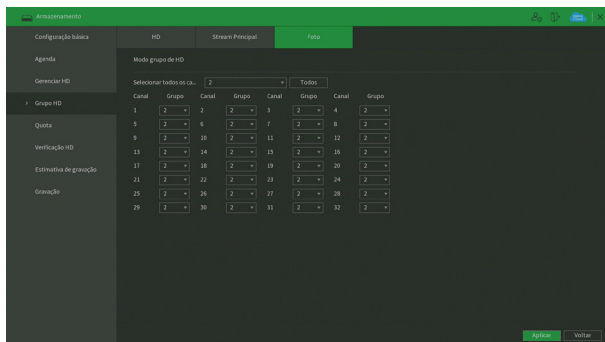 Armazenamento
Configuração básica
Agenda
Gerenciar HD
Grupo HD
Quota
Verificação HD
Estimativa de gravação
Gravação
HD Stream Principal Foto
Modo grupo de HD
Selecionar todos os ca... 2 Todos
Canal Grupo Canal Grupo Canal Grupo Canal Grupo
1 2 2 2 3 2 4 2
5 2 6 2 7 2 8 2
9 2 10 2 11 2 12 2
13 2 14 2 15 2 16 2
17 2 18 2 19 2 20 2
21 2 22 2 23 2 24 2
25 2 26 2 27 2 28 2
29 2 30 2 31 2 32 2
Aplicar Voltar